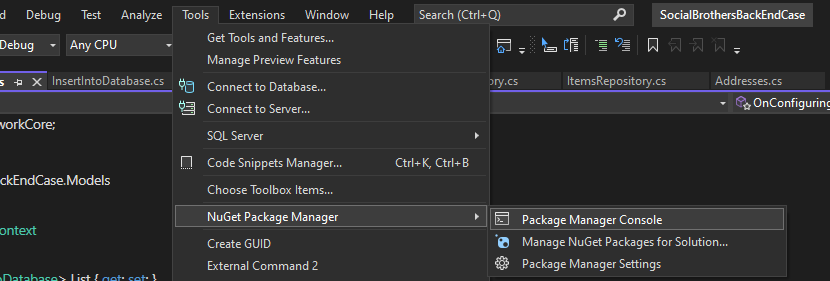 Test Analyze Tools Extensions Window Help Search (Ctrl+Q) SocialBrothersBackEndCase
Debug Any CPU
s InsertIntoDatabase.cs ory.cs ItemsRepository.cs Addresses.cs
OnConfiguring
workCore;
ckEndCase.Models
ontext
oDatabase> List { get; set; }
Get Tools and Features...
Manage Preview Features
Connect to Database...
Connect to Server...
SQL Server
Code Snippets Manager... Ctrl+K, Ctrl+B
Choose Toolbox Items...
NuGet Package Manager
Create GUID
External Command 2
Package Manager Console
Manage NuGet Packages for Solution...
Package Manager Settings